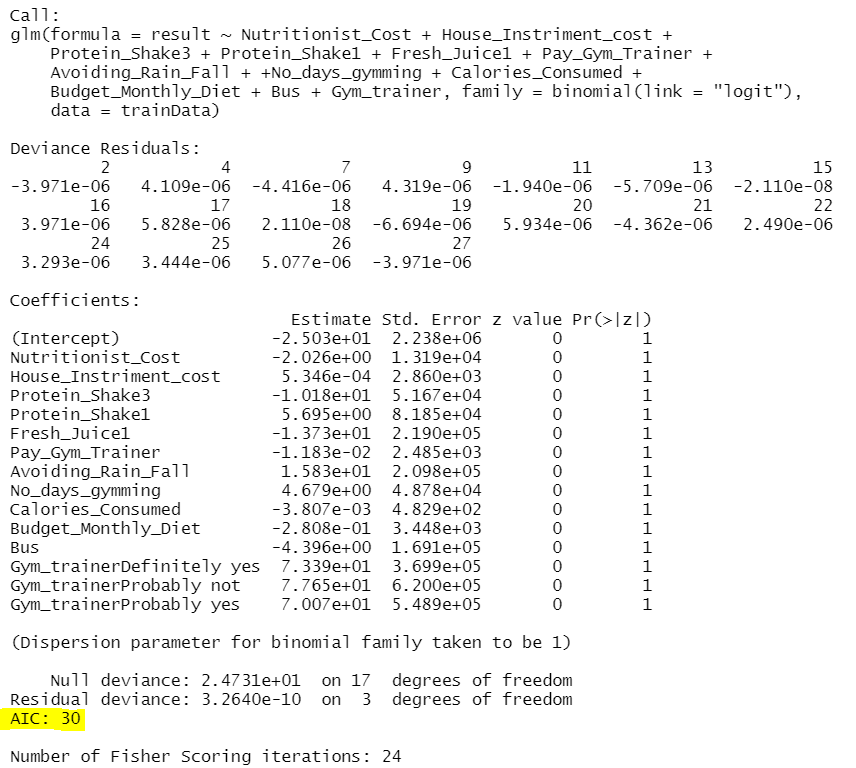 Call:
glm(formula = result ~ Nutritionist_Cost + House_Instriment_cost +
    Protein_Shake3 + Protein_Shake1 + Fresh_Juice1 + Pay_Gym_Trainer +
    Avoiding_Rain_Fall + +No_days_gymming + Calories_Consumed +
    Budget_Monthly_Diet + Bus + Gym_trainer, family = binomial(link = "logit"),
    data = trainData)

Deviance Residuals:
         2          4          7          9         11         13         15
-3.971e-06  4.109e-06 -4.416e-06  4.319e-06 -1.940e-06 -5.709e-06 -2.110e-08
        16         17         18         19         20         21         22
 3.971e-06  5.828e-06  2.110e-08 -6.694e-06  5.934e-06 -4.362e-06  2.490e-06
        24         25         26         27
 3.293e-06  3.444e-06  5.077e-06 -3.971e-06

Coefficients:
                            Estimate Std. Error z value Pr(>|z|)
(Intercept)               -2.503e+01  2.238e+06       0        1
Nutritionist_Cost         -2.026e+00  1.319e+04       0        1
House_Instriment_cost      5.346e-04  2.860e+03       0        1
Protein_Shake3            -1.018e+01  5.167e+04       0        1
Protein_Shake1             5.695e+00  8.185e+04       0        1
Fresh_Juice1              -1.373e+01  2.190e+05       0        1
Pay_Gym_Trainer           -1.183e-02  2.485e+03       0        1
Avoiding_Rain_Fall         1.583e+01  2.098e+05       0        1
No_days_gymming            4.679e+00  4.878e+04       0        1
Calories_Consumed         -3.807e-03  4.829e+02       0        1
Budget_Monthly_Diet       -2.808e-01  3.448e+03       0        1
Bus                       -4.396e+00  1.691e+05       0        1
Gym_trainerDefinitely yes  7.339e+01  3.699e+05       0        1
Gym_trainerProbably not    7.765e+01  6.200e+05       0        1
Gym_trainerProbably yes    7.007e+01  5.489e+05       0        1

(Dispersion parameter for binomial family taken to be 1)

    Null deviance: 2.4731e+01  on 17  degrees of freedom
Residual deviance: 3.2640e-10  on  3  degrees of freedom
AIC: 30

Number of Fisher Scoring iterations: 24